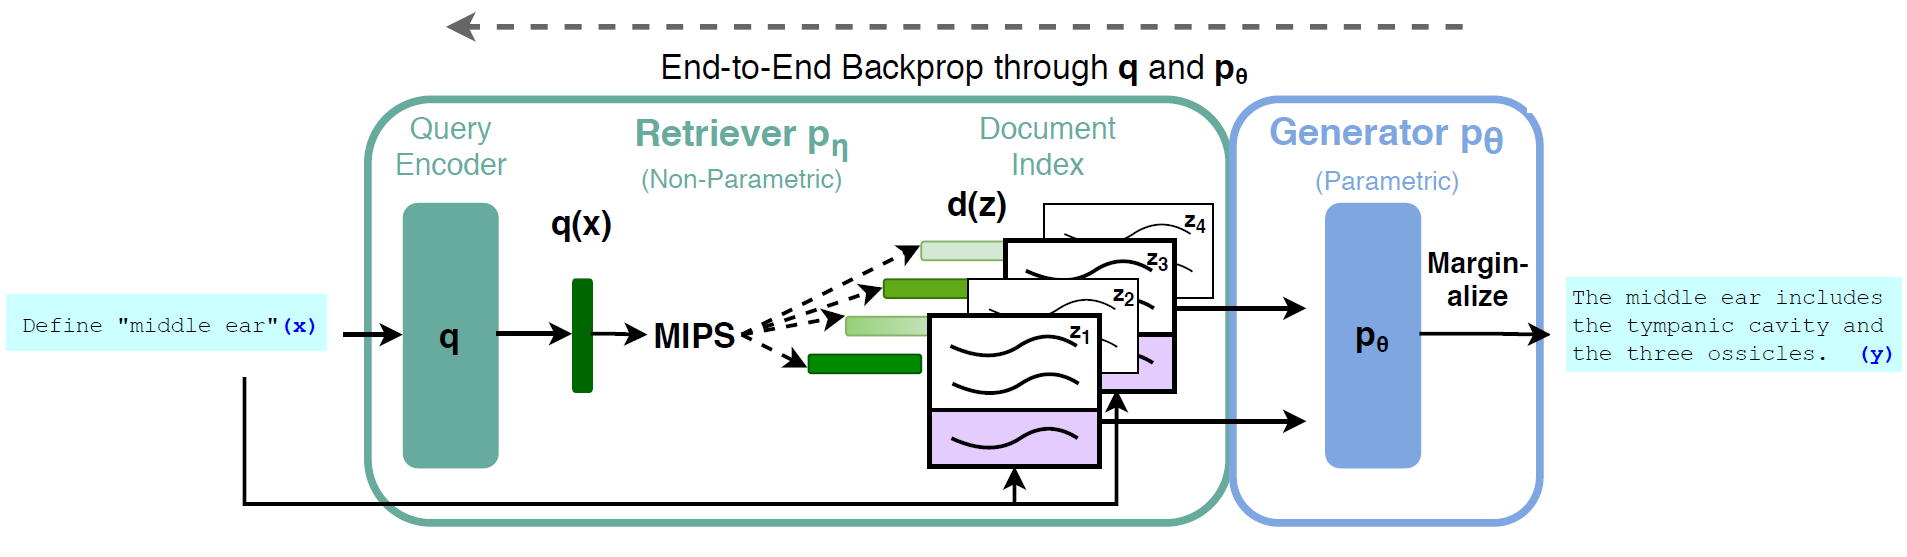 End-to-End Backprop through q and pθ
Query
Encoder
Retriever pη
(Non-Parametric)
Document
Index
Generator pθ
(Parametric)
d(z)
q(x)
z4
z3
z2
z1
Margin-
alize
Define "middle ear"(x)
q
MIPS
pθ
The middle ear includes
the tympanic cavity and
the three ossicles. (y)